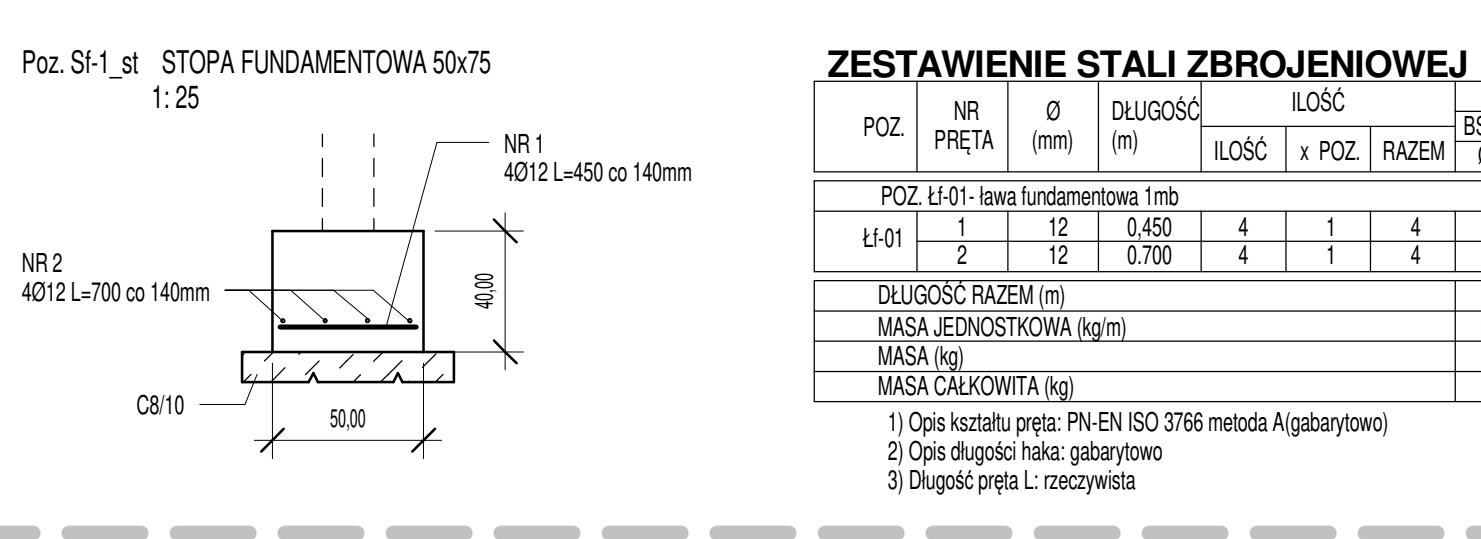 Poz. Sf-1_st STOPA FUNDAMENTOWA 50x75
1: 25
NR 1
4Ø12 L=450 co 140mm
NR 2
4Ø12 L=700 co 140mm
40,00
C8/10
50,00
ZESTAWIENIE STALI ZBROJENIOWEJ
POZ. NR PRĘTA Ø (mm) DŁUGOŚĆ (m) ILOŚĆ
ILOŚĆ x POZ. RAZEM
POZ. Łf-01- ława fundamentowa 1mb
Łf-01 1 12 0,450 4 1 4
2 12 0.700 4 1 4
DŁUGOŚĆ RAZEM (m)
MASA JEDNOSTKOWA (kg/m)
MASA (kg)
MASA CAŁKOWITA (kg)
1) Opis kształtu pręta: PN-EN ISO 3766 metoda A(gabarytowo)
2) Opis długości haka: gabarytowo
3) Długość pręta L: rzeczywista